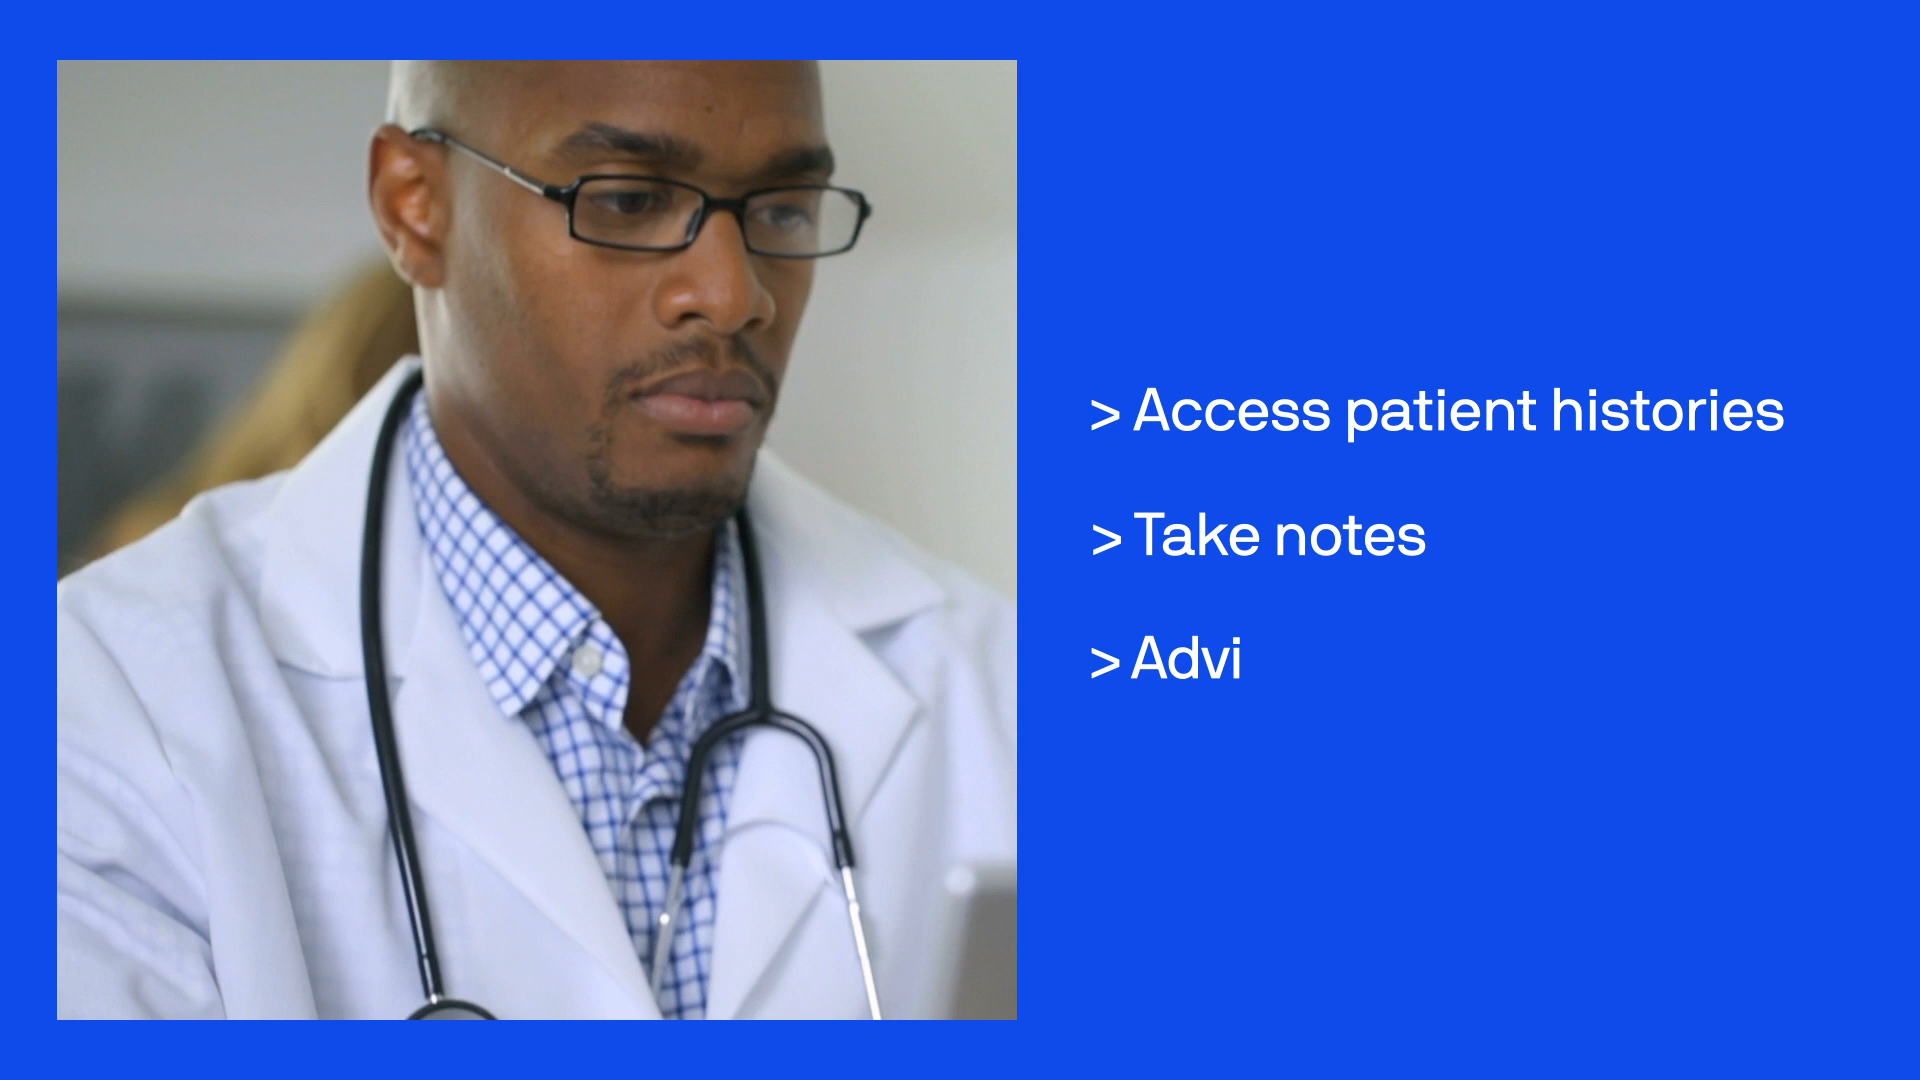 > Access patient histories
> Take notes
> Advi